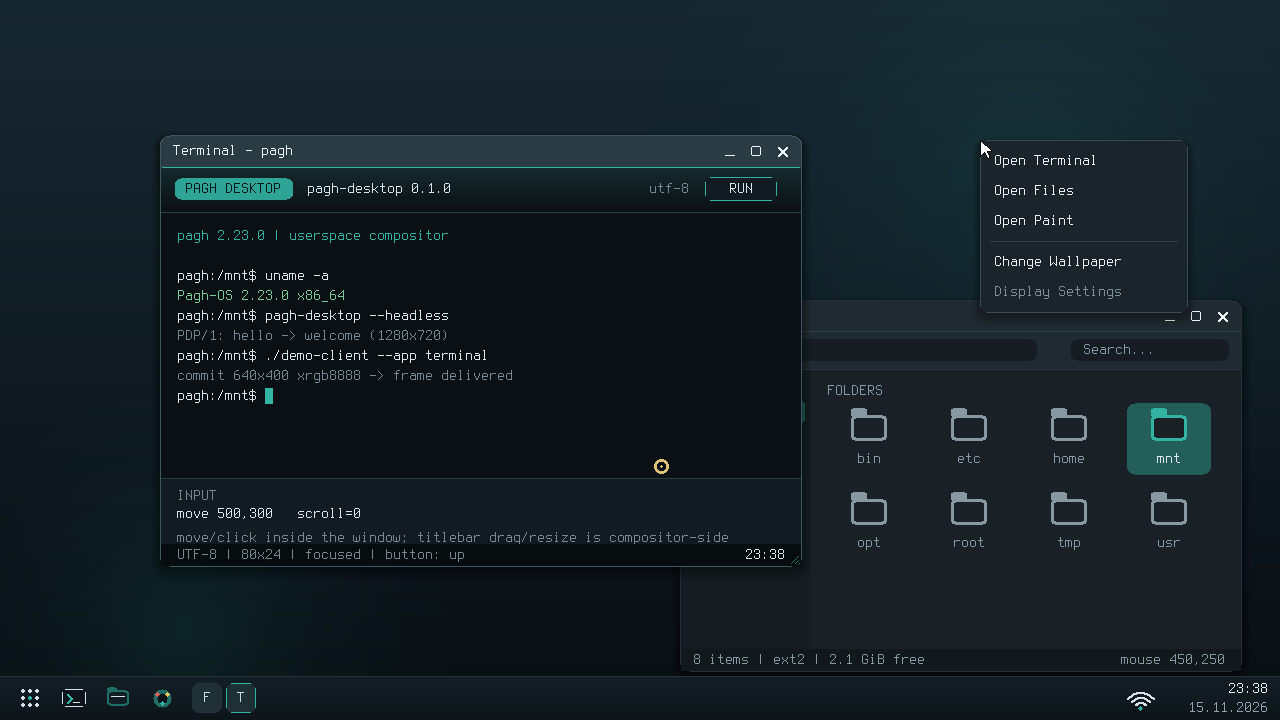 Terminal - pagh
PAGH DESKTOP pagh-desktop 0.1.0 utf-8 RUN
pagh 2.23.0 | userspace compositor
pagh:/mnt$ uname -a
Pagh-OS 2.23.0 x86_64
pagh:/mnt$ pagh-desktop --headless
PDP/1: hello -> welcome (1280x720)
pagh:/mnt$ ./demo-client --app terminal
commit 640x400 xrgb8888 -> frame delivered
pagh:/mnt$
INPUT
move 500,300 scroll=0
move/click inside the window; titlebar drag/resize is compositor-side
UTF-8 | 80x24 | focused | button: up 23:38
Open Terminal
Open Files
Open Paint
Change Wallpaper
Display Settings
Search...
FOLDERS
bin etc home mnt
opt root tmp usr
8 items | ext2 | 2.1 GiB free mouse 450,250
F T
23:38
15.11.2026